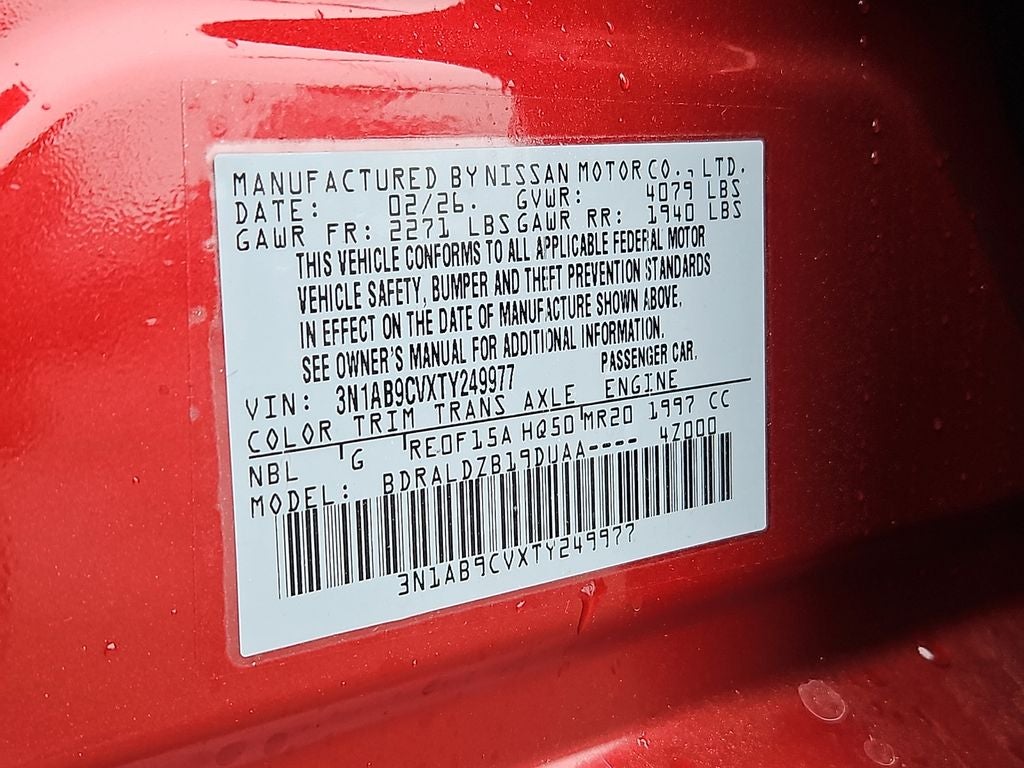 MANUFACTURED BY NISSAN MOTOR CO., LTD.
DATE: 02/26. GVWR: 4079 LBS
GAWR FR: 2271 LBS GAWR RR: 1940 LBS
THIS VEHICLE CONFORMS TO ALL APPLICABLE FEDERAL MOTOR
VEHICLE SAFETY, BUMPER AND THEFT PREVENTION STANDARDS
IN EFFECT ON THE DATE OF MANUFACTURE SHOWN ABOVE.
SEE OWNER'S MANUAL FOR ADDITIONAL INFORMATION.
VIN: 3N1AB9CVXTY249977 PASSENGER CAR.
COLOR TRIM TRANS AXLE ENGINE
NBL G RE0F15A HQ50 MR20 1997 CC
MODEL: BDRALDZB19DUAA---- 4Z000
3N1AB9CVXTY249977